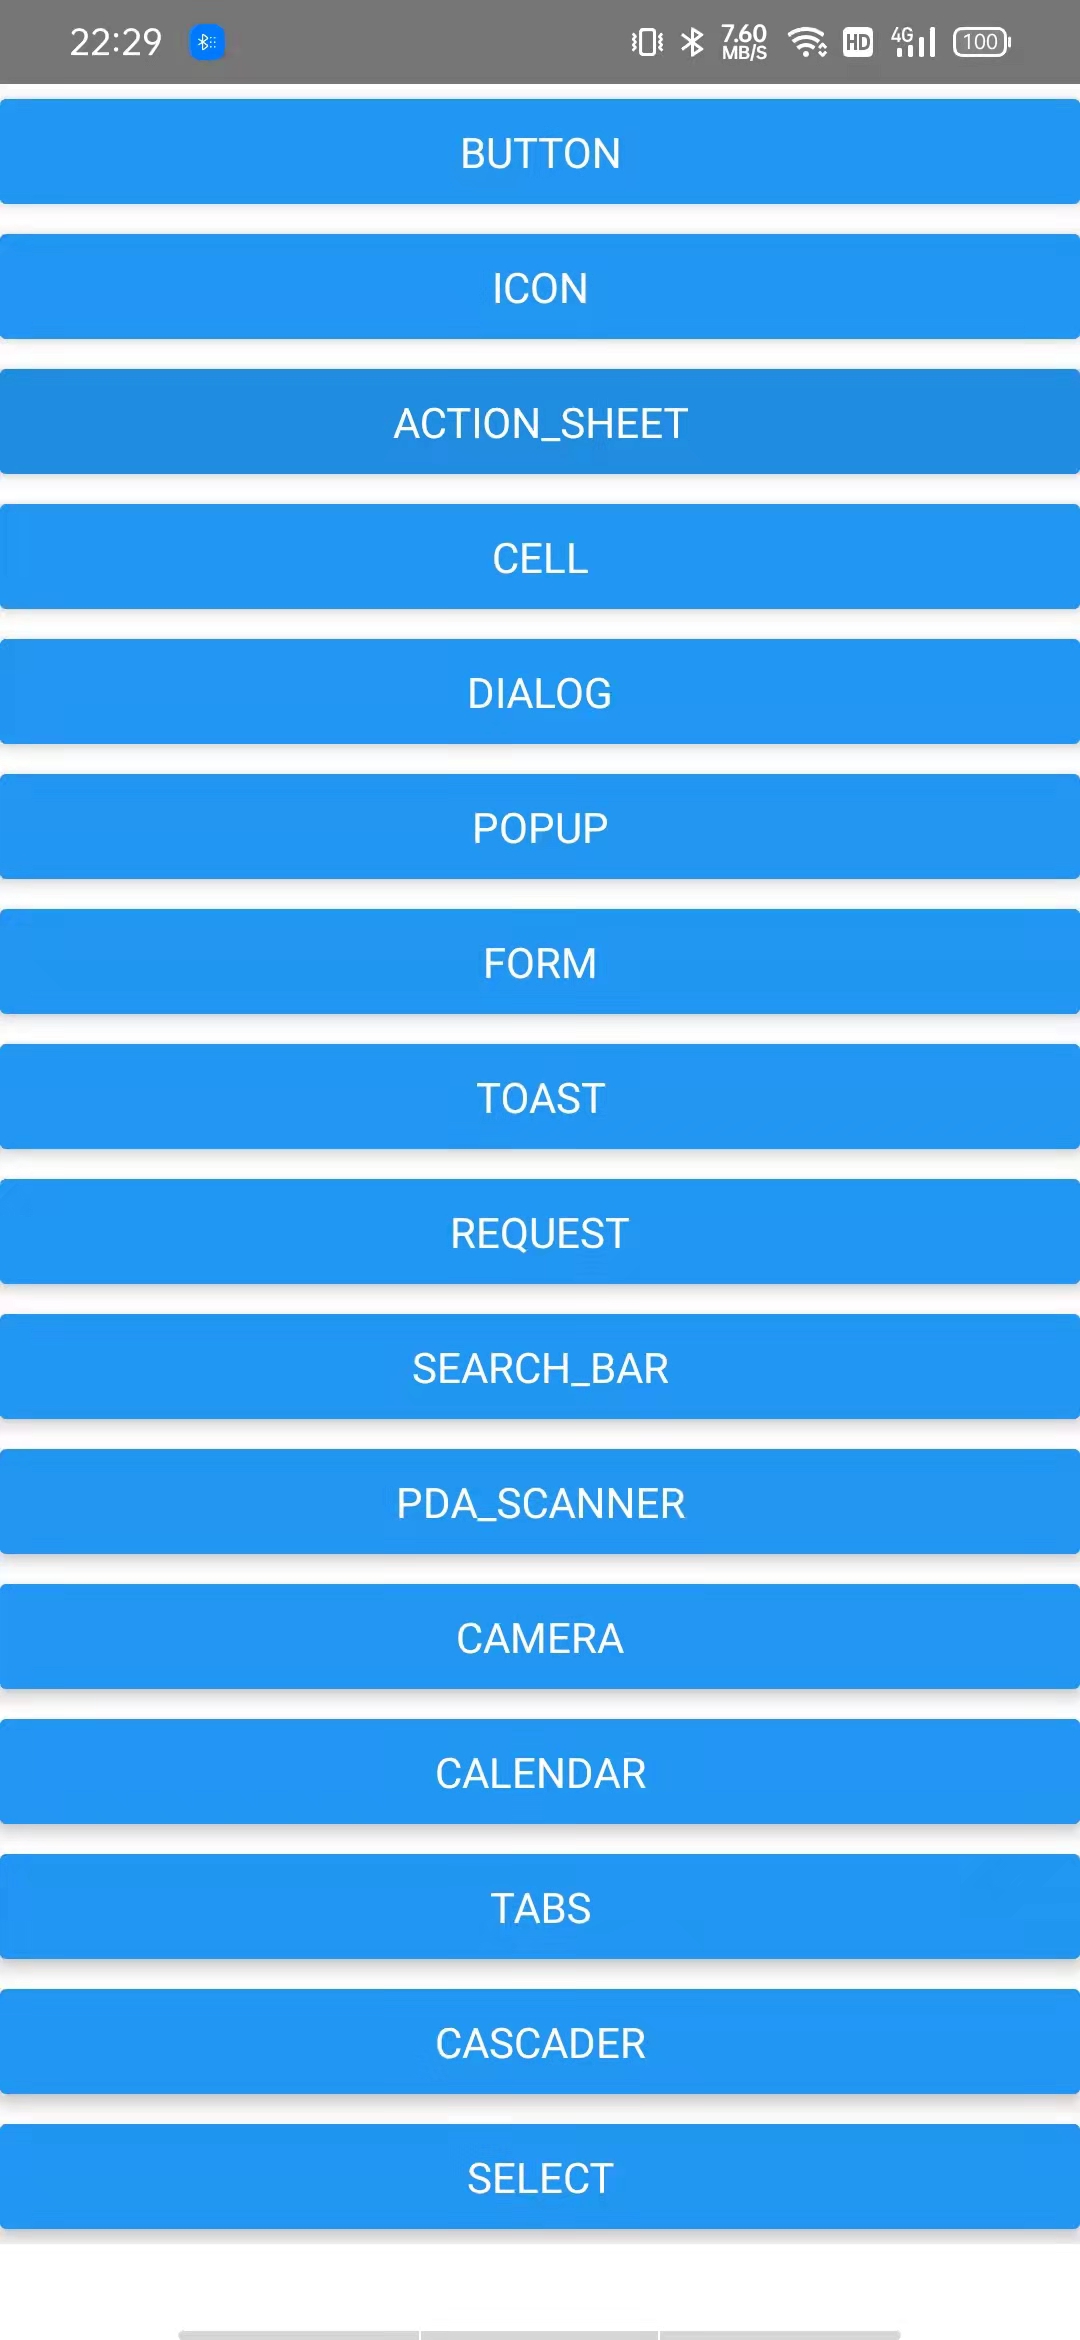 22:29
7.60
MB/S
HD
4G
100
BUTTON
ICON
ACTION_SHEET
CELL
DIALOG
POPUP
FORM
TOAST
REQUEST
SEARCH_BAR
PDA_SCANNER
CAMERA
CALENDAR
TABS
CASCADER
SELECT